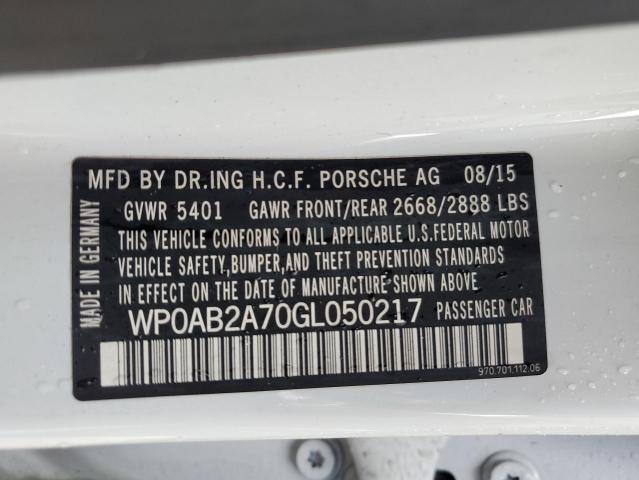 MADE IN GERMANY
MFD BY DR.ING H.C.F. PORSCHE AG 08/15
GVWR 5401 GAWR FRONT/REAR 2668/2888 LBS
THIS VEHICLE CONFORMS TO ALL APPLICABLE U.S.FEDERAL MOTOR
VEHICLE SAFETY,BUMPER,AND THEFT PREVENTION STANDARDS
IN EFFECT ON THE DATE OF MANUFACTURE SHOWN ABOVE
WP0AB2A70GL050217 PASSENGER CAR
970.701.112.06